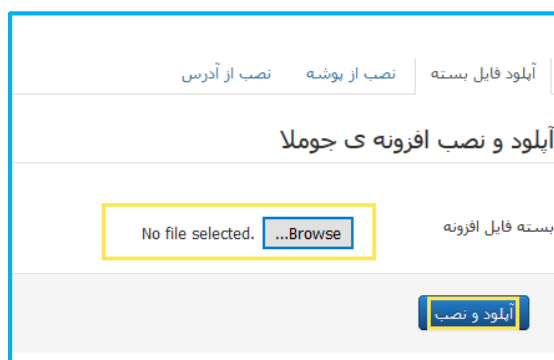 آپلود فایل بسته نصب از پوشه نصب از آدرس
آپلود و نصب افزونه ی جوملا
بسته فایل افزونه Browse... No file selected.
آپلود و نصب